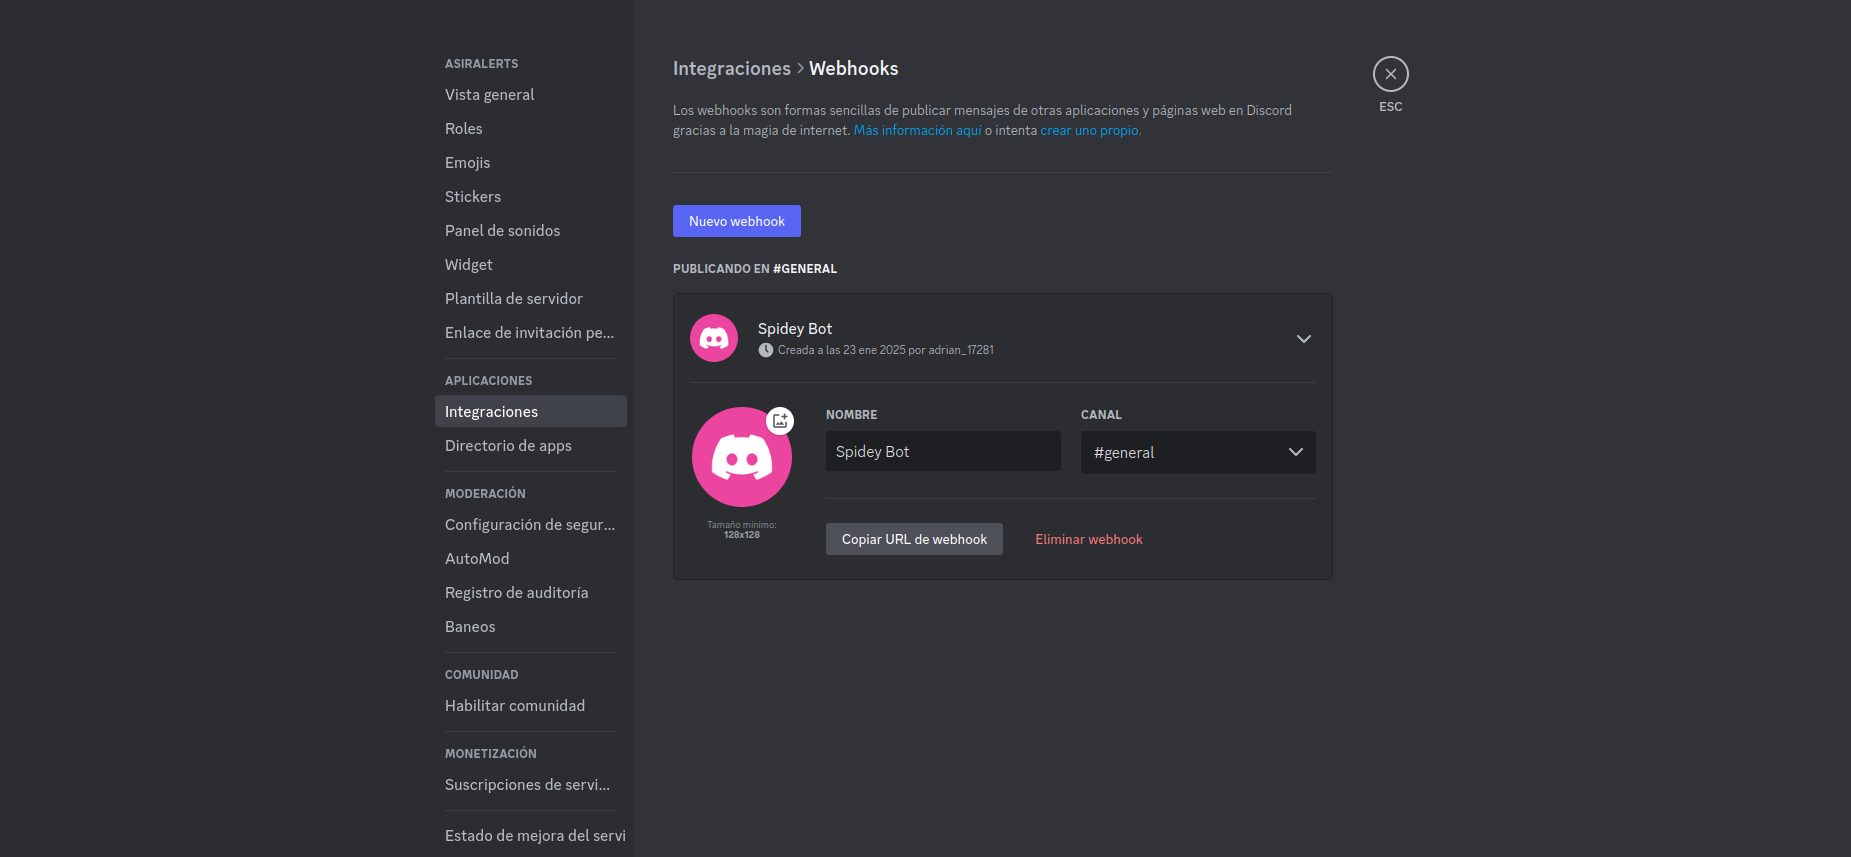 ASIRALERTS
Vista general
Roles
Emojis
Stickers
Panel de sonidos
Widget
Plantilla de servidor
Enlace de invitación pe...
APLICACIONES
Integraciones
Directorio de apps
MODERACIÓN
Configuración de segur...
AutoMod
Registro de auditoría
Baneos
COMUNIDAD
Habilitar comunidad
MONETIZACIÓN
Suscripciones de servi...
Estado de mejora del servi
Integraciones > Webhooks
Los webhooks son formas sencillas de publicar mensajes de otras aplicaciones y páginas web en Discord
gracias a la magia de internet. Más información aquí o intenta crear uno propio.
ESC
Nuevo webhook
PUBLICANDO EN #GENERAL
Spidey Bot
Creada a las 23 ene 2025 por adrian_17281
Tamaño mínimo:
128x128
NOMBRE
Spidey Bot
CANAL
#general
Copiar URL de webhook
Eliminar webhook